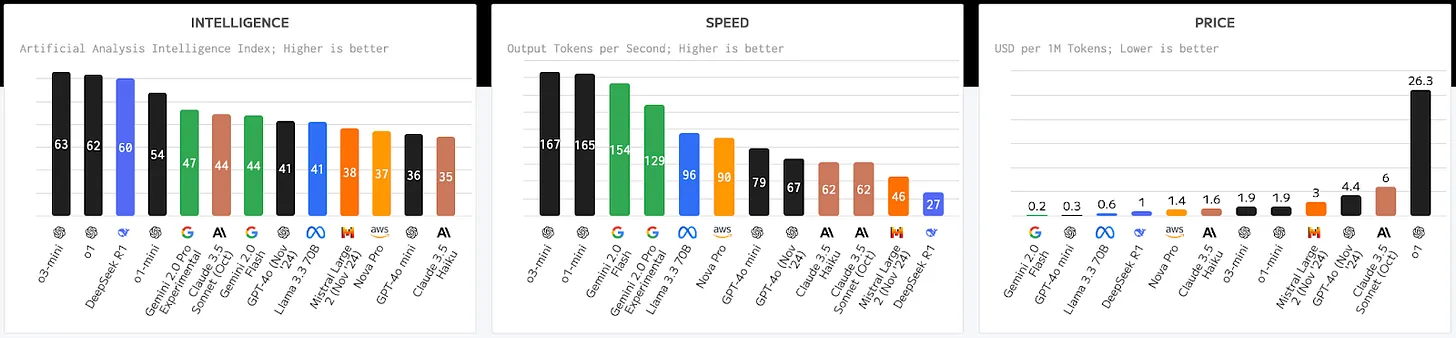 INTELLIGENCE
Artificial Analysis Intelligence Index; Higher is better
63
62
60
54
47
44
44
41
41
38
37
36
35
aws
o3-mini
o1
DeepSeek R1
o1-mini
Gemini 2.0 Pro
Experimental
Claude 3.5
Sonnet (Oct)
Gemini 2.0
Flash
GPT-4o (Nov
'24)
Llama 3.3 70B
Mistral Large
2 (Nov '24)
Nova Pro
GPT-4o mini
Claude 3.5
Haiku
SPEED
Output Tokens per Second; Higher is better
167
165
154
129
96
90
79
67
62
62
46
27
aws
o3-mini
o1-mini
Gemini 2.0
Flash
Gemini 2.0 Pro
Experimental
Llama 3.3 70B
Nova Pro
GPT-4o mini
GPT-4o (Nov
'24)
Claude 3.5
Haiku
Claude 3.5
Sonnet (Oct)
Mistral Large
2 (Nov '24)
DeepSeek R1
PRICE
USD per 1M Tokens; Lower is better
0.2
0.3
0.6
1
1.4
1.6
1.9
1.9
3
4.4
6
26.3
aws
Gemini 2.0
Flash
GPT-4o mini
Llama 3.3 70B
DeepSeek R1
Nova Pro
Claude 3.5
Haiku
o3-mini
o1-mini
Mistral Large
2 (Nov '24)
GPT-4o (Nov
'24)
Claude 3.5
Sonnet (Oct)
o1